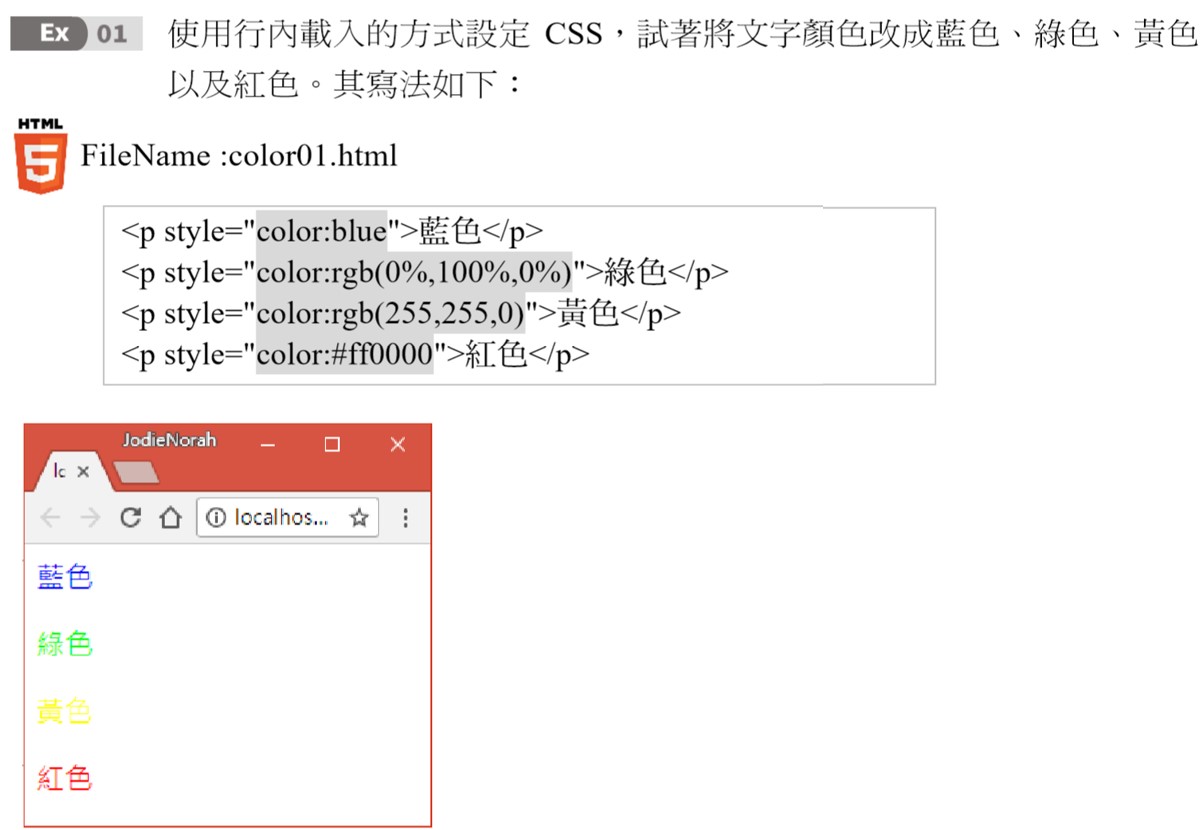 Ex 01 使用行內載入的方式設定 CSS，試著將文字顏色改成藍色、綠色、黃色
以及紅色。其寫法如下：
HTML
5 FileName :color01.html
<p style="color:blue">藍色</p>
<p style="color:rgb(0%,100%,0%)">綠色</p>
<p style="color:rgb(255,255,0)">黃色</p>
<p style="color:#ff0000">紅色</p>
JodieNorah
lc
localhos...
藍色
綠色
黃色
紅色